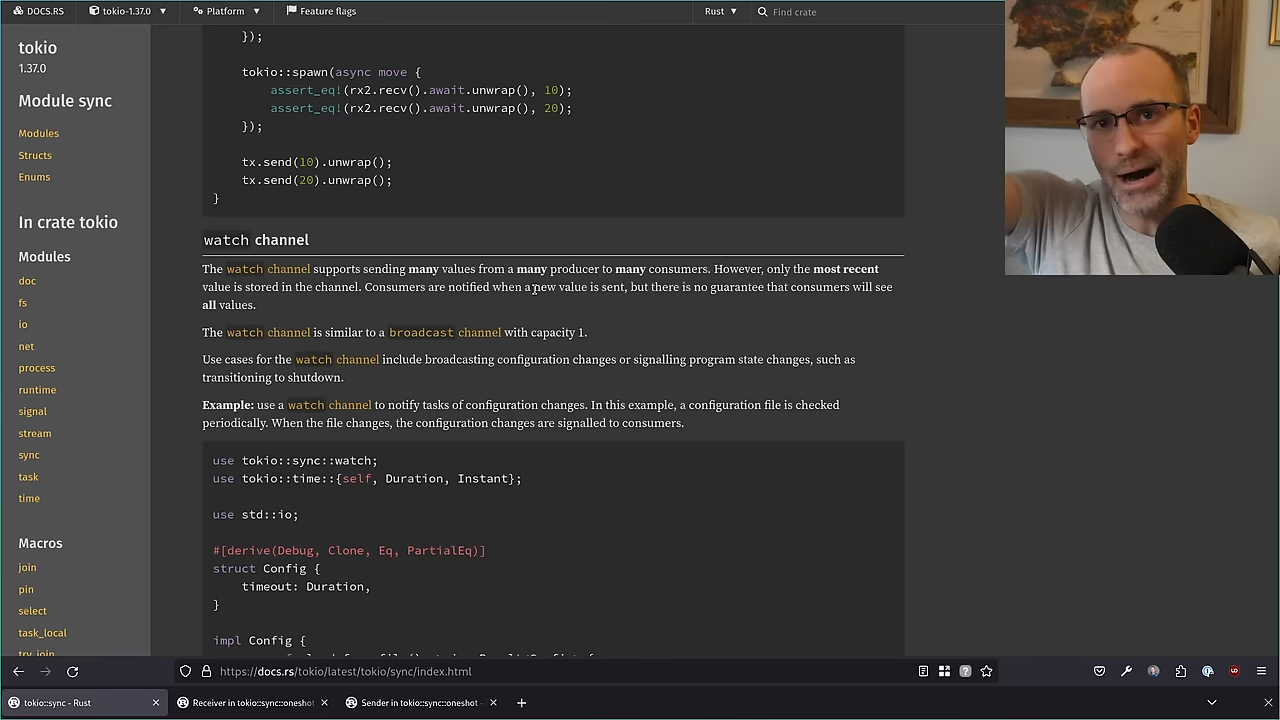 DOCS.RS tokio-1.37.0 Platform Feature flags Rust Find crate
tokio
1.37.0
Module sync
Modules
Structs
Enums
In crate tokio
Modules
doc
fs
io
net
process
runtime
signal
stream
sync
task
time
Macros
join
pin
select
task_local
try_join
});
tokio::spawn(async move {
assert_eq!(rx2.recv().await.unwrap(), 10);
assert_eq!(rx2.recv().await.unwrap(), 20);
});
tx.send(10).unwrap();
tx.send(20).unwrap();
}
watch channel
The watch channel supports sending many values from a many producer to many consumers. However, only the most recent
value is stored in the channel. Consumers are notified when a new value is sent, but there is no guarantee that consumers will see
all values.
The watch channel is similar to a broadcast channel with capacity 1.
Use cases for the watch channel include broadcasting configuration changes or signalling program state changes, such as
transitioning to shutdown.
Example: use a watch channel to notify tasks of configuration changes. In this example, a configuration file is checked
periodically. When the file changes, the configuration changes are signalled to consumers.
use tokio::sync::watch;
use tokio::time::{self, Duration, Instant};
use std::io;
#[derive(Debug, Clone, Eq, PartialEq)]
struct Config {
timeout: Duration,
}
impl Config {
https://docs.rs/tokio/latest/tokio/sync/index.html
tokio::sync - Rust Receiver in tokio::sync::oneshot Sender in tokio::sync::oneshot -